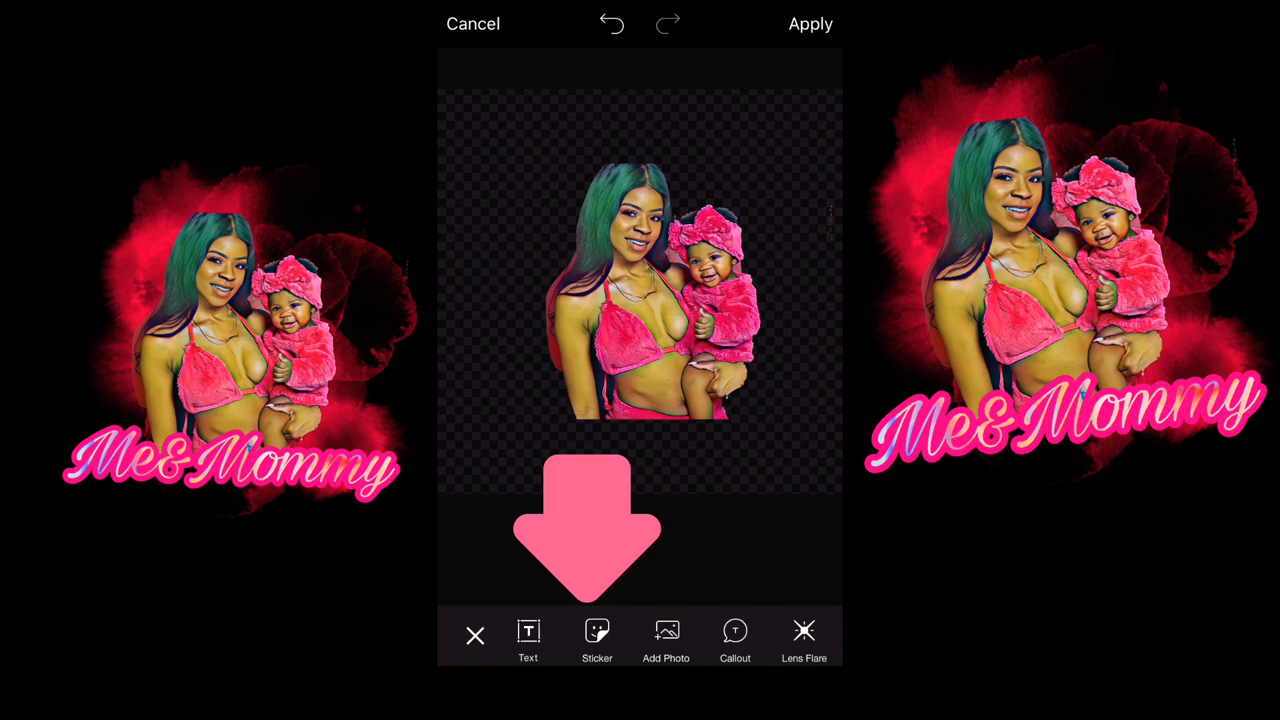 Cancel
Apply
Me& Mommy
Me& Mommy
T
T
Text
Sticker
Add Photo
Callout
Lens Flare